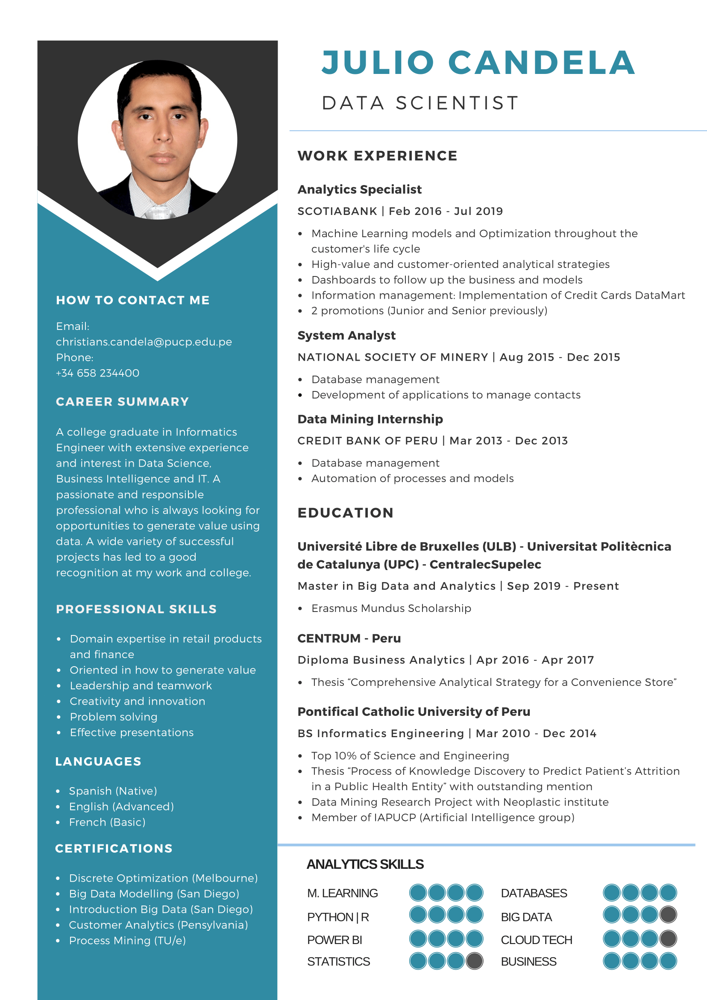 JULIO CANDELA
DATA SCIENTIST
HOW TO CONTACT ME
Email:
christians.candela@pucp.edu.pe
Phone:
+34 658 234400
CAREER SUMMARY
A college graduate in Informatics
Engineer with extensive experience
and interest in Data Science,
Business Intelligence and IT. A
passionate and responsible
professional who is always looking for
opportunities to generate value using
data. A wide variety of successful
projects has led to a good
recognition at my work and college.
PROFESSIONAL SKILLS
• Domain expertise in retail products
and finance
• Oriented in how to generate value
• Leadership and teamwork
• Creativity and innovation
• Problem solving
• Effective presentations
LANGUAGES
• Spanish (Native)
• English (Advanced)
• French (Basic)
CERTIFICATIONS
• Discrete Optimization (Melbourne)
• Big Data Modelling (San Diego)
• Introduction Big Data (San Diego)
• Customer Analytics (Pensylvania)
• Process Mining (TU/e)
WORK EXPERIENCE
Analytics Specialist
SCOTIABANK | Feb 2016 - Jul 2019
• Machine Learning models and Optimization throughout the
customer's life cycle
• High-value and customer-oriented analytical strategies
• Dashboards to follow up the business and models
• Information management: Implementation of Credit Cards DataMart
• 2 promotions (Junior and Senior previously)
System Analyst
NATIONAL SOCIETY OF MINERY | Aug 2015 - Dec 2015
• Database management
• Development of applications to manage contacts
Data Mining Internship
CREDIT BANK OF PERU | Mar 2013 - Dec 2013
• Database management
• Automation of processes and models
EDUCATION
Université Libre de Bruxelles (ULB) - Universitat Politècnica
de Catalunya (UPC) - CentralecSupelec
Master in Big Data and Analytics | Sep 2019 - Present
• Erasmus Mundus Scholarship
CENTRUM - Peru
Diploma Business Analytics | Apr 2016 - Apr 2017
• Thesis “Comprehensive Analytical Strategy for a Convenience Store”
Pontifical Catholic University of Peru
BS Informatics Engineering | Mar 2010 - Dec 2014
• Top 10% of Science and Engineering
• Thesis “Process of Knowledge Discovery to Predict Patient’s Attrition
in a Public Health Entity” with outstanding mention
• Data Mining Research Project with Neoplastic institute
• Member of IAPUCP (Artificial Intelligence group)
ANALYTICS SKILLS
M. LEARNING
PYTHON | R
POWER BI
STATISTICS
DATABASES
BIG DATA
CLOUD TECH
BUSINESS